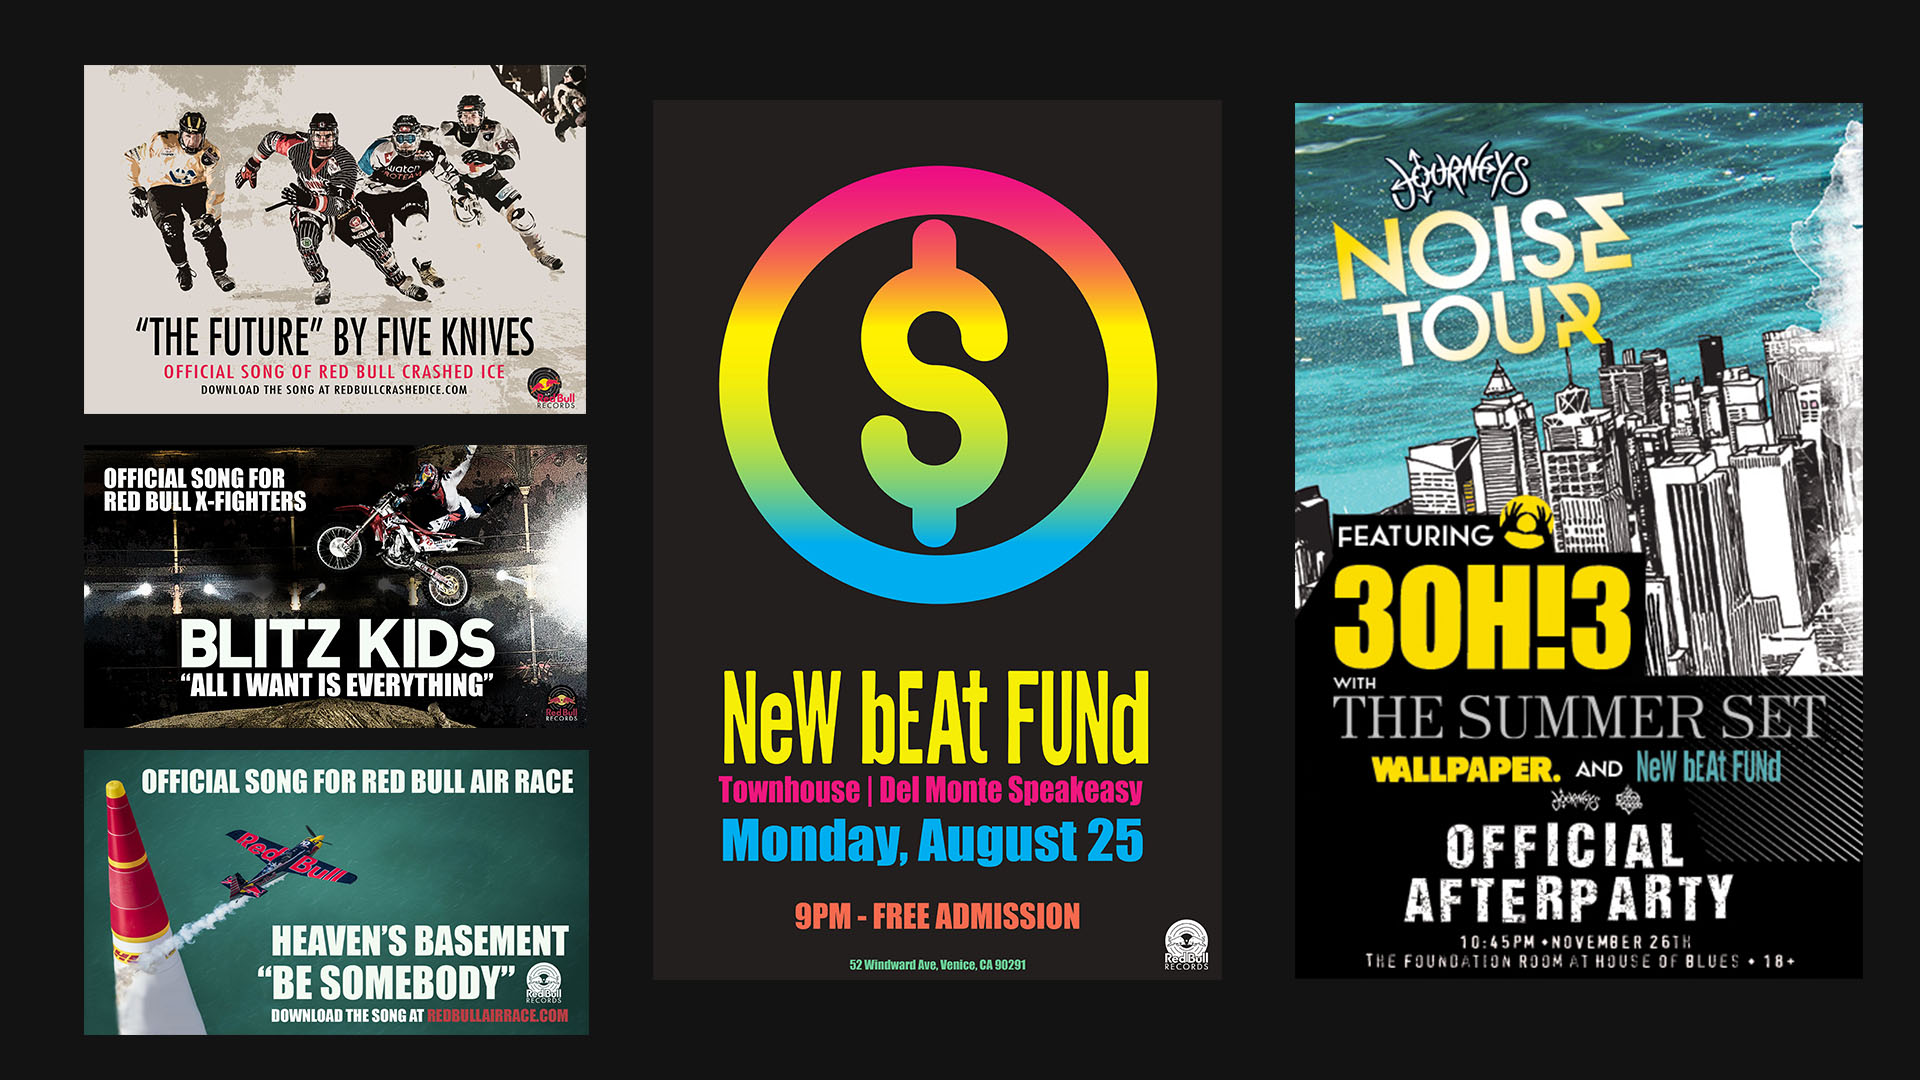 "THE FUTURE" BY FIVE KNIVES
OFFICIAL SONG OF RED BULL CRASHED ICE
DOWNLOAD THE SONG AT REDBULLCRASHEDICE.COM
Red Bull
RECORDS
OFFICIAL SONG FOR
RED BULL X-FIGHTERS
BLITZ KIDS
"ALL I WANT IS EVERYTHING"
Red Bull
RECORDS
OFFICIAL SONG FOR RED BULL AIR RACE
Red Bull
HEAVEN'S BASEMENT
"BE SOMEBODY"
Red Bull
RECORDS
DOWNLOAD THE SONG AT REDBULLAIRRACE.COM
$
NeW bEAt FUNd
Townhouse | Del Monte Speakeasy
Monday, August 25
9PM - FREE ADMISSION
52 Windward Ave, Venice, CA 90291
Red Bull
RECORDS
JOURNEYS
NOISE
TOUR
FEATURING
3OH!3
WITH
THE SUMMER SET
WALLPAPER. AND NeW bEAt FUNd
JOURNEYS
OFFICIAL
AFTERPARTY
10:45PM • NOVEMBER 26TH
THE FOUNDATION ROOM AT HOUSE OF BLUES • 18+